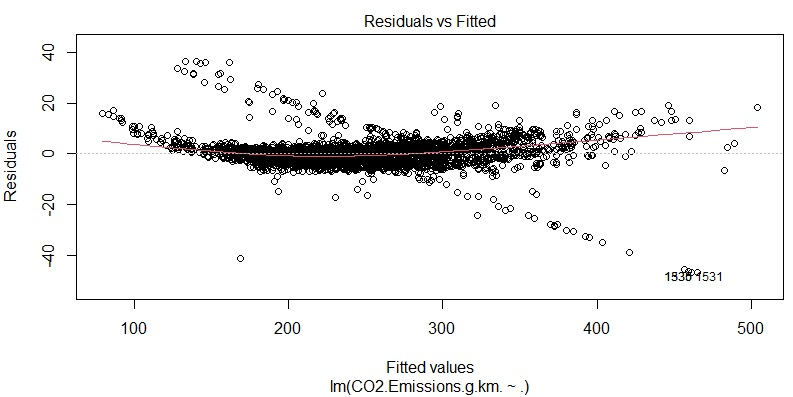 Residuals vs Fitted
Residuals
40
20
0
-20
-40
1531
100
200
300
400
500
Fitted values
lm(CO2.Emissions.g.km. ~ .)